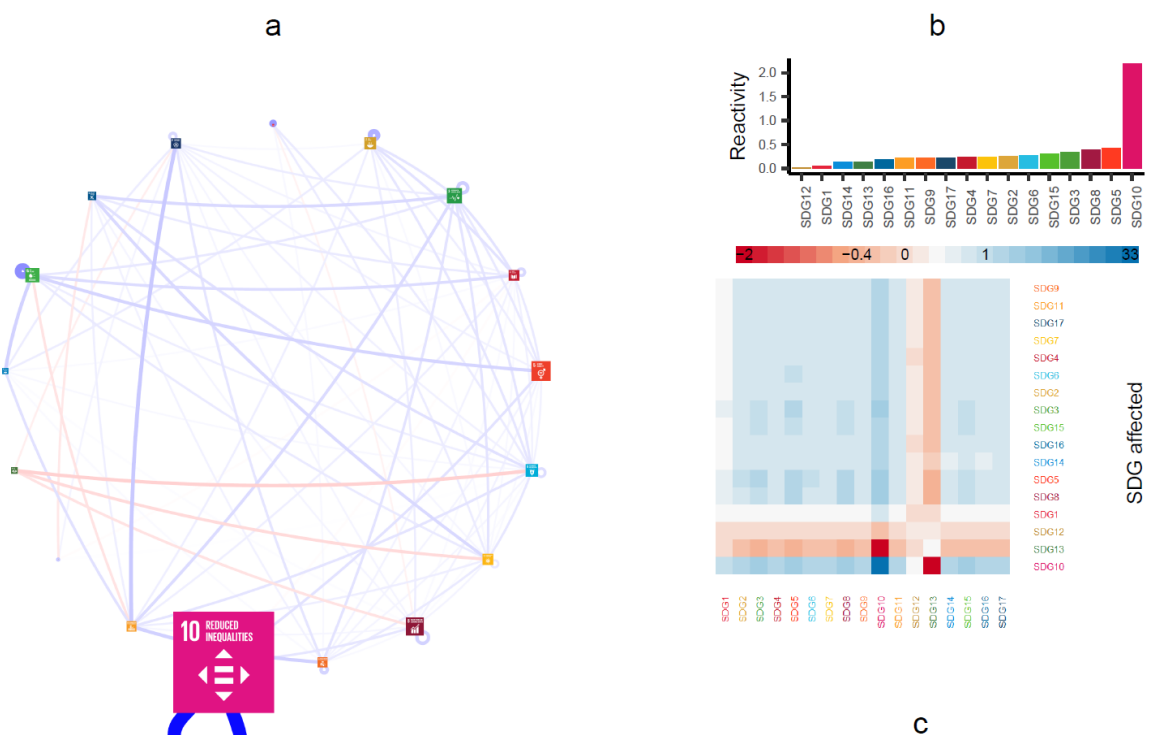 a
b
Reactivity
2.0
1.5
1.0
0.5
0.0
SDG12
SDG1
SDG14
SDG13
SDG16
SDG11
SDG9
SDG17
SDG4
SDG7
SDG2
SDG6
SDG15
SDG3
SDG8
SDG5
SDG10
−2
−0.4
0
1
33
SDG9
SDG11
SDG17
SDG7
SDG4
SDG6
SDG2
SDG3
SDG15
SDG16
SDG14
SDG5
SDG8
SDG1
SDG12
SDG13
SDG10
SDG affected
SDG1
SDG2
SDG3
SDG4
SDG5
SDG6
SDG7
SDG8
SDG9
SDG10
SDG11
SDG12
SDG13
SDG14
SDG15
SDG16
SDG17
10 REDUCED
INEQUALITIES
c